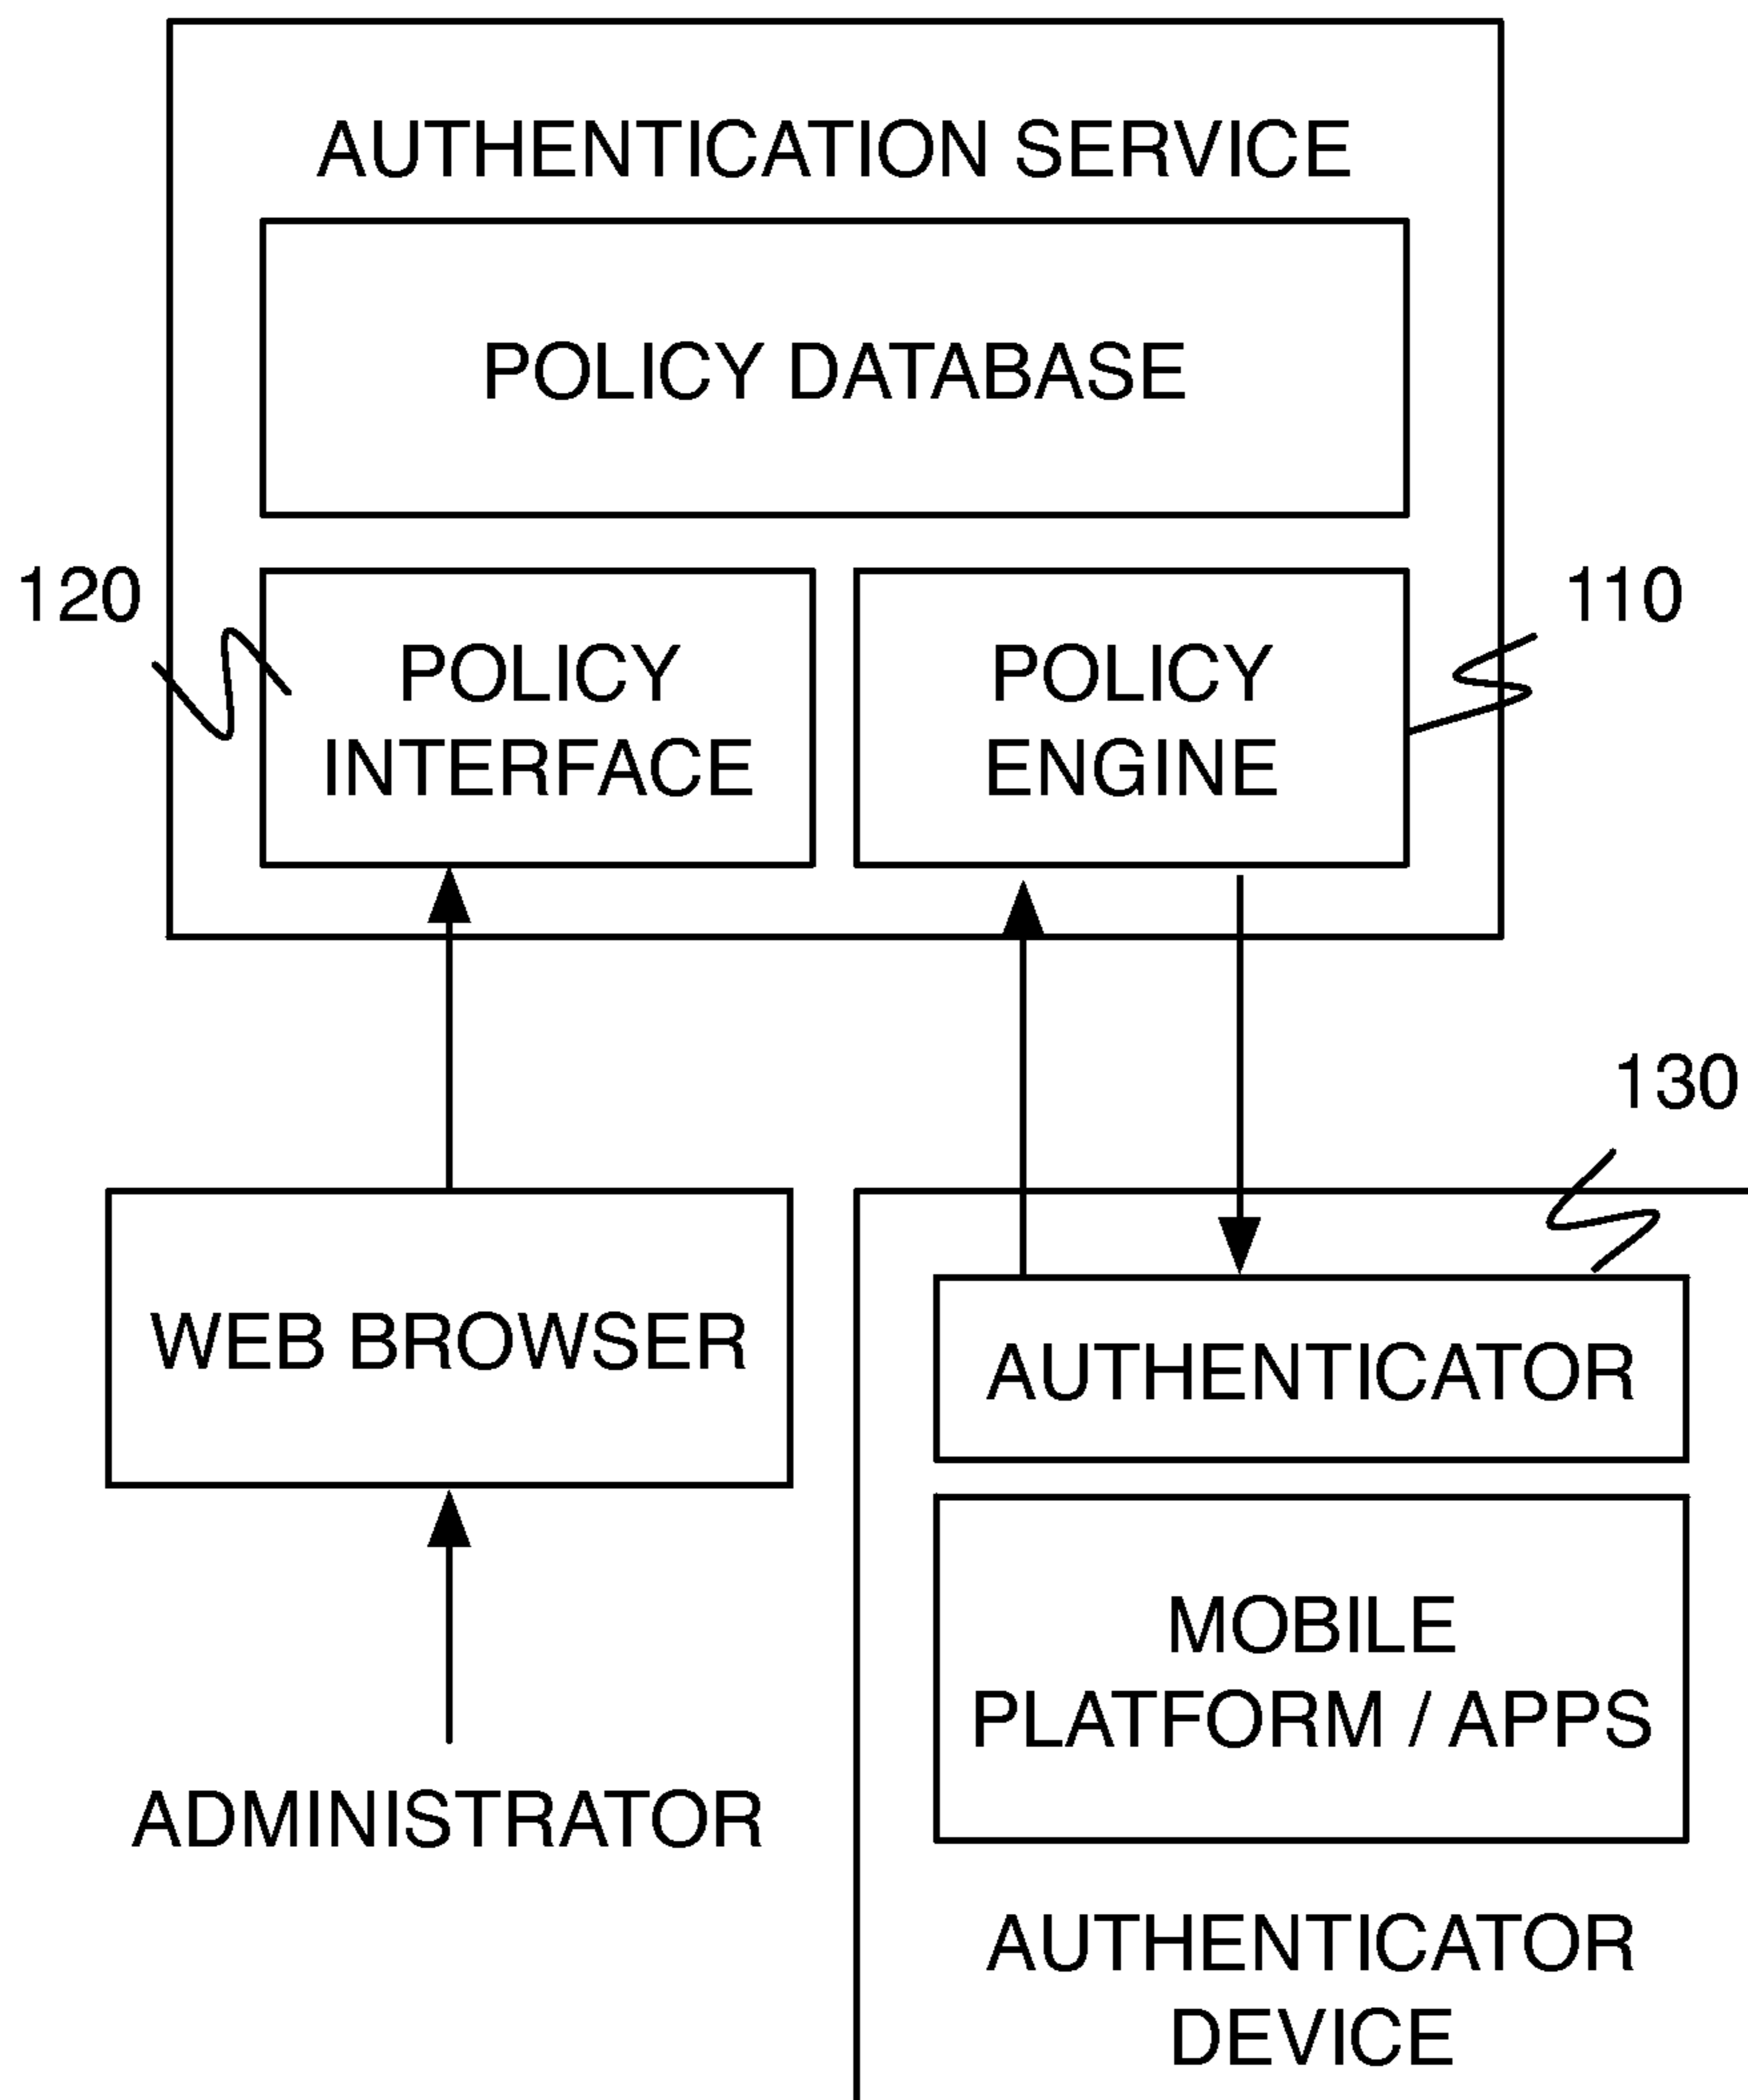 AUTHENTICATION SERVICE
POLICY DATABASE
120
110
POLICY
INTERFACE
POLICY
ENGINE
130
WEB BROWSER
AUTHENTICATOR
MOBILE
PLATFORM / APPS
ADMINISTRATOR
AUTHENTICATOR
DEVICE